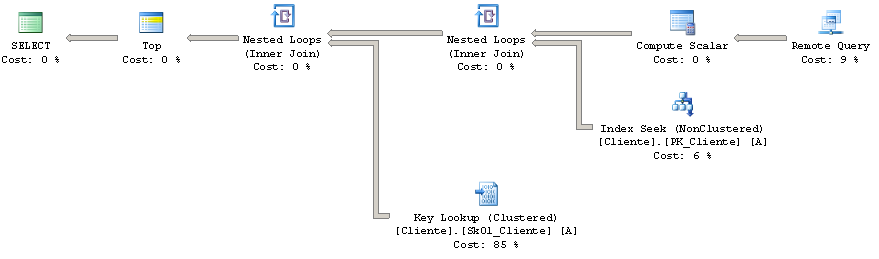 SELECT
Cost: 0 %
Top
Cost: 0 %
Nested Loops
(Inner Join)
Cost: 0 %
Nested Loops
(Inner Join)
Cost: 0 %
Compute Scalar
Cost: 0 %
Remote Query
Cost: 9 %
Index Seek (NonClustered)
[Cliente].[PK_Cliente] [A]
Cost: 6 %
Key Lookup (Clustered)
[Cliente].[Sk01_Cliente] [A]
Cost: 85 %